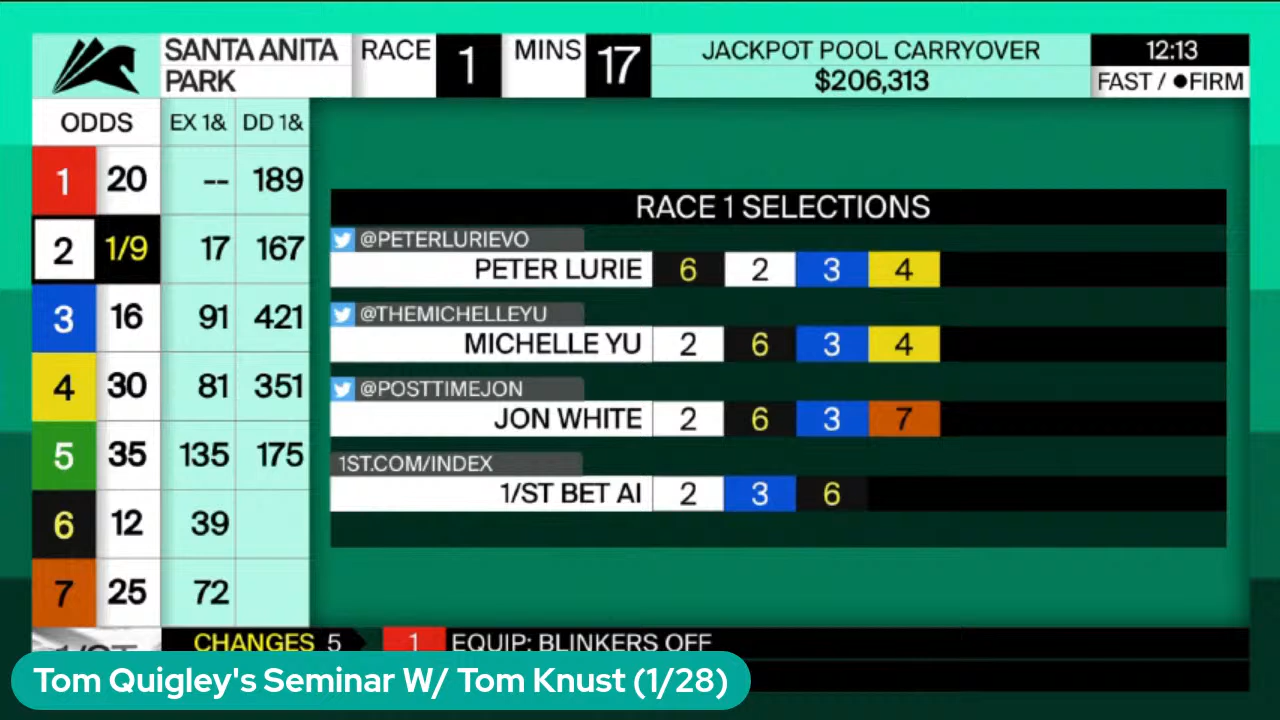 SANTA ANITA PARK
RACE 1
MINS 17
JACKPOT POOL CARRYOVER
$206,313
12:13
FAST / ●FIRM
ODDS EX 1& DD 1&
1 20 -- 189
2 1/9 17 167
3 16 91 421
4 30 81 351
5 35 135 175
6 12 39
7 25 72
RACE 1 SELECTIONS
@PETERLURIEVO
PETER LURIE 6 2 3 4
@THEMICHELLEYU
MICHELLE YU 2 6 3 4
@POSTTIMEJON
JON WHITE 2 6 3 7
1ST.COM/INDEX
1/ST BET AI 2 3 6
CHANGES 5 1 EQUIP: BLINKERS OFF
Tom Quigley's Seminar W/ Tom Knust (1/28)